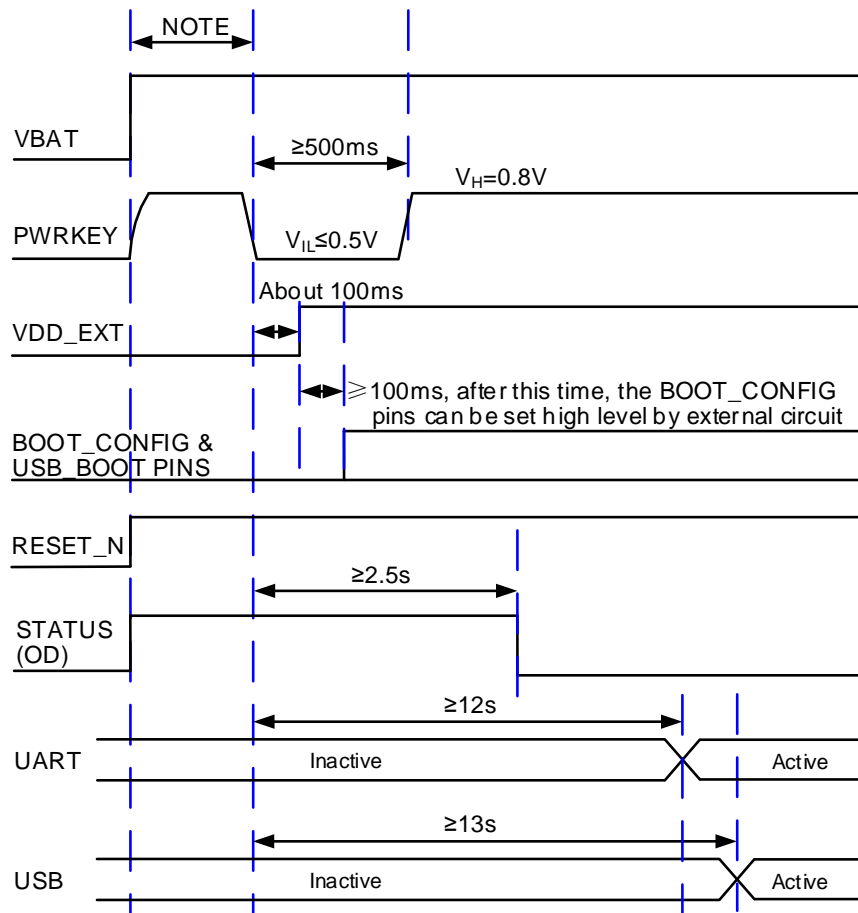 NOTE
VBAT
≥500ms
VH=0.8V
PWRKEY
VIL≤0.5V
About 100ms
VDD_EXT
≥100ms, after this time, the BOOT_CONFIG
pins can be set high level by external circuit
BOOT_CONFIG &
USB_BOOT PINS
RESET_N
≥2.5s
STATUS
(OD)
≥12s
UART
Inactive
Active
≥13s
USB
Inactive
Active